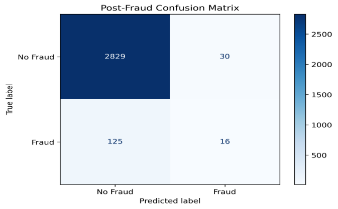 Post-Fraud Confusion Matrix
No Fraud
2829
30
Fraud
125
16
True label
No Fraud
Fraud
Predicted label
2500
2000
1500
1000
500